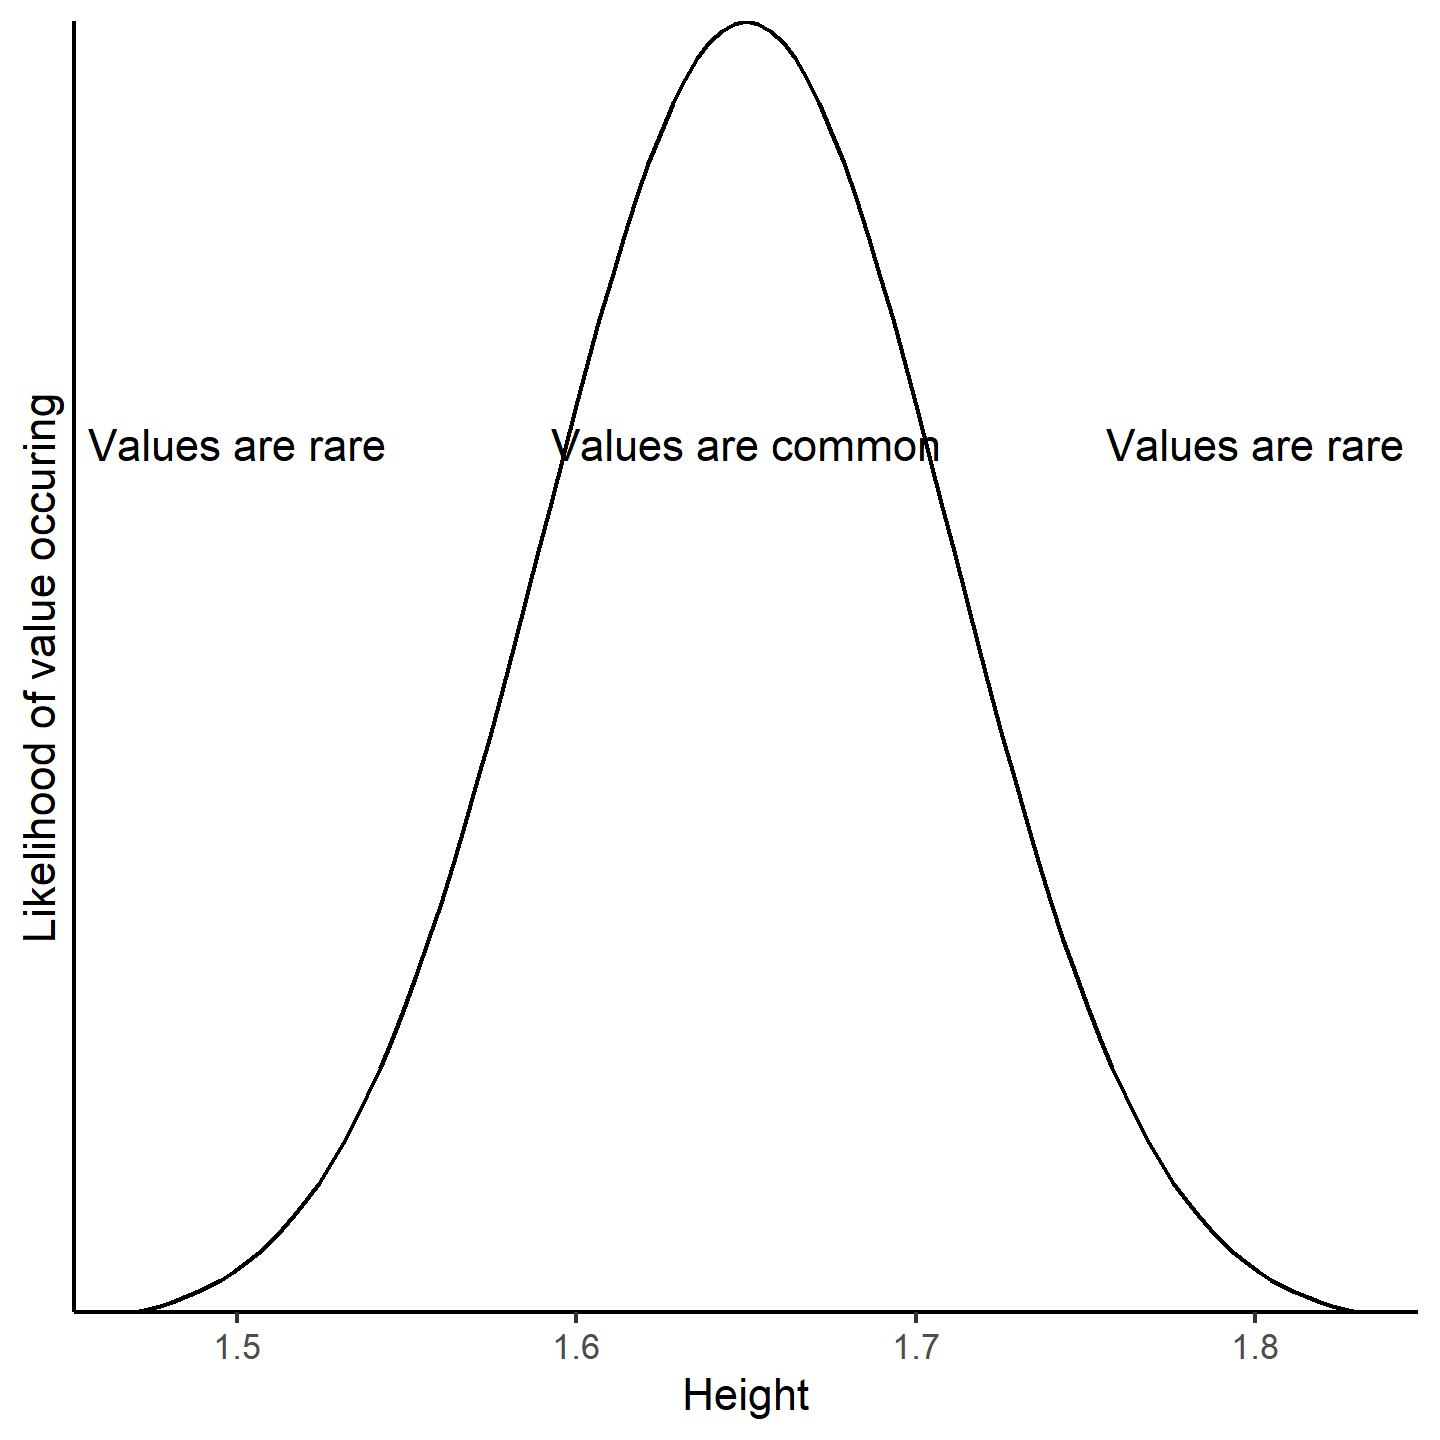 Likelihood of value occuring
Values are rare
Values are common
Values are rare
1.5
1.6
1.7
1.8
Height